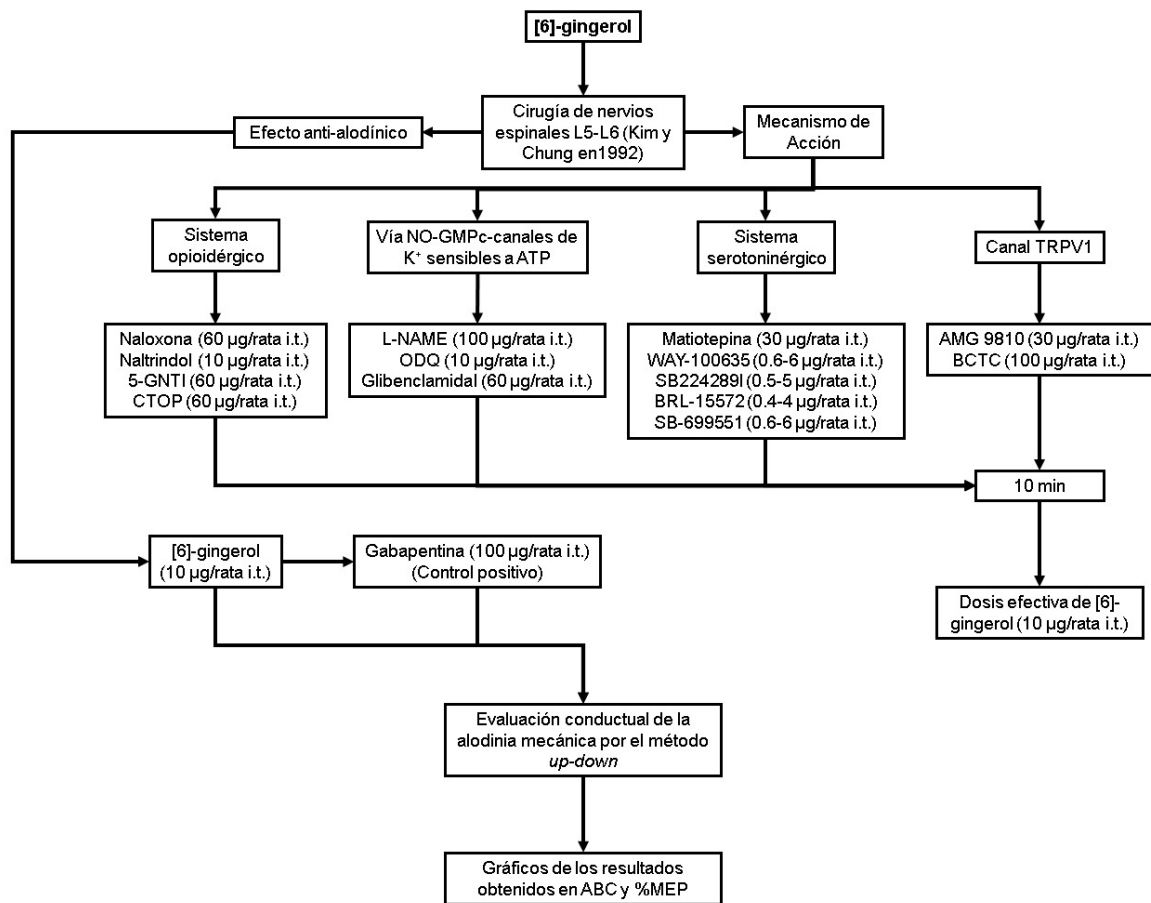 [6]-gingerol
Cirugía de nervios
espinales L5-L6 (Kim y
Chung en1992)
Efecto anti-alodínico
Mecanismo de
Acción
Sistema
opioidérgico
Vía NO-GMPc-canales de
K⁺ sensibles a ATP
Sistema
serotoninérgico
Canal TRPV1
Naloxona (60 µg/rata i.t.)
Naltrindol (10 µg/rata i.t.)
5-GNTI (60 µg/rata i.t.)
CTOP (60 µg/rata i.t.)
L-NAME (100 µg/rata i.t.)
ODQ (10 µg/rata i.t.)
Glibenclamidal (60 µg/rata i.t.)
Matiotepina (30 µg/rata i.t.)
WAY-100635 (0.6-6 µg/rata i.t.)
SB224289I (0.5-5 µg/rata i.t.)
BRL-15572 (0.4-4 µg/rata i.t.)
SB-699551 (0.6-6 µg/rata i.t.)
AMG 9810 (30 µg/rata i.t.)
BCTC (100 µg/rata i.t.)
10 min
[6]-gingerol
(10 µg/rata i.t.)
Gabapentina (100 µg/rata i.t.)
(Control positivo)
Dosis efectiva de [6]-
gingerol (10 µg/rata i.t.)
Evaluación conductual de la
alodinia mecánica por el método
up-down
Gráficos de los resultados
obtenidos en ABC y %MEP